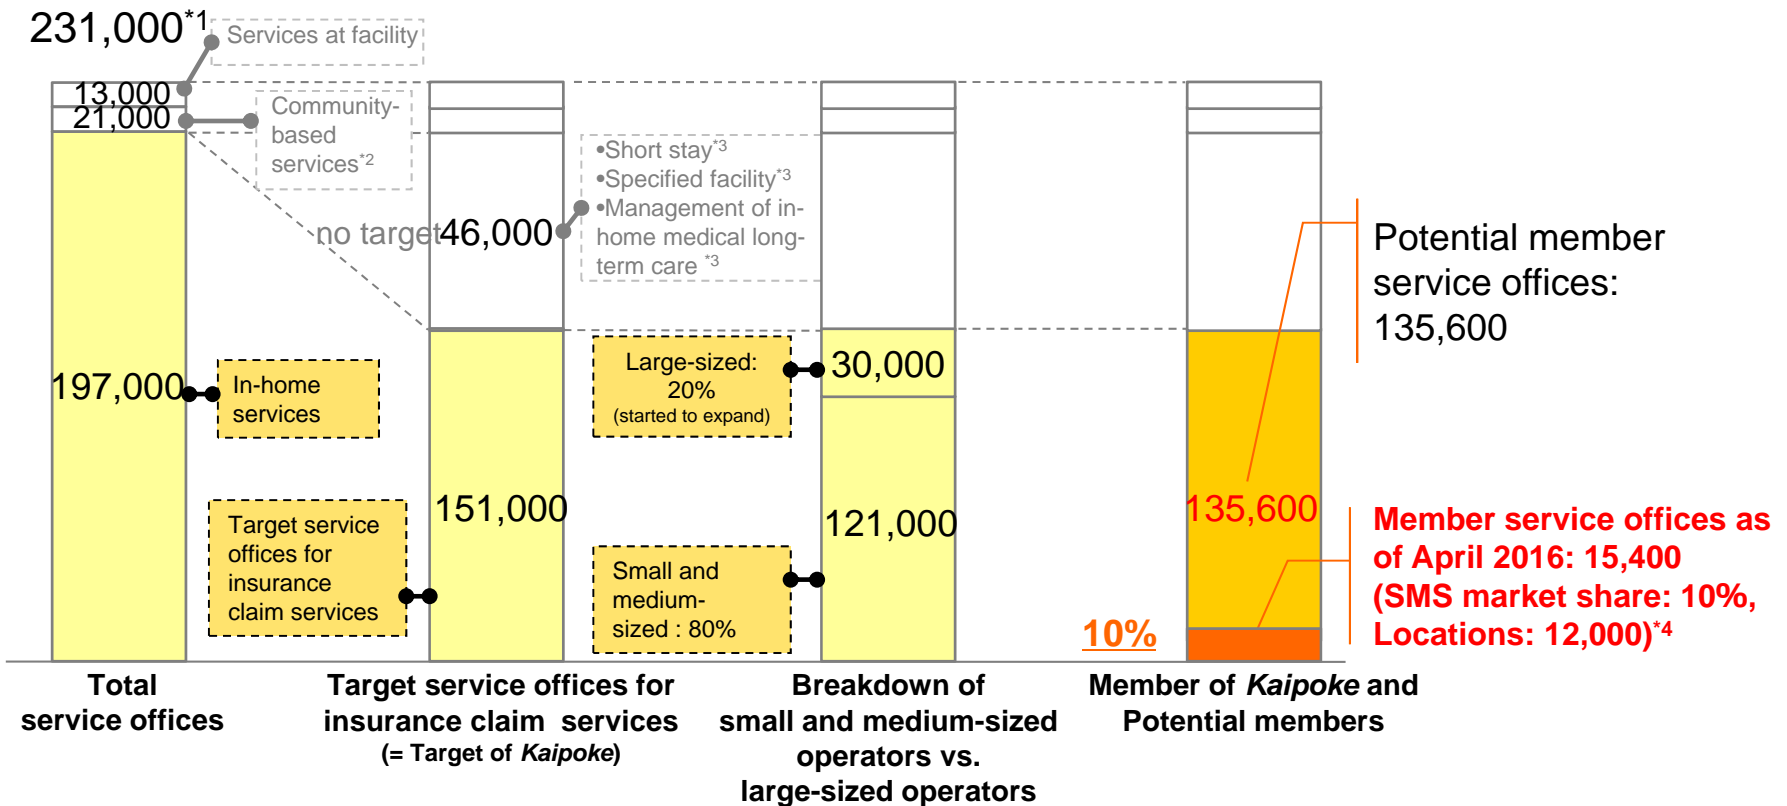 231,000*1
Services at facility
13,000
21,000
Community-
based
services*2
•Short stay*3
•Specified facility*3
•Management of in-
home medical long-
term care *3
no target
46,000
Potential member
service offices:
135,600
197,000
In-home
services
Large-sized:
20%
(started to expand)
30,000
Target service
offices for
insurance
claim services
151,000
Small and
medium-
sized : 80%
121,000
135,600
Member service offices as
of April 2016: 15,400
(SMS market share: 10%,
Locations: 12,000)*4
10%
Total
service offices
Target service offices for
insurance claim services
(= Target of Kaipoke)
Breakdown of
small and medium-sized
operators vs.
large-sized operators
Member of Kaipoke and
Potential members